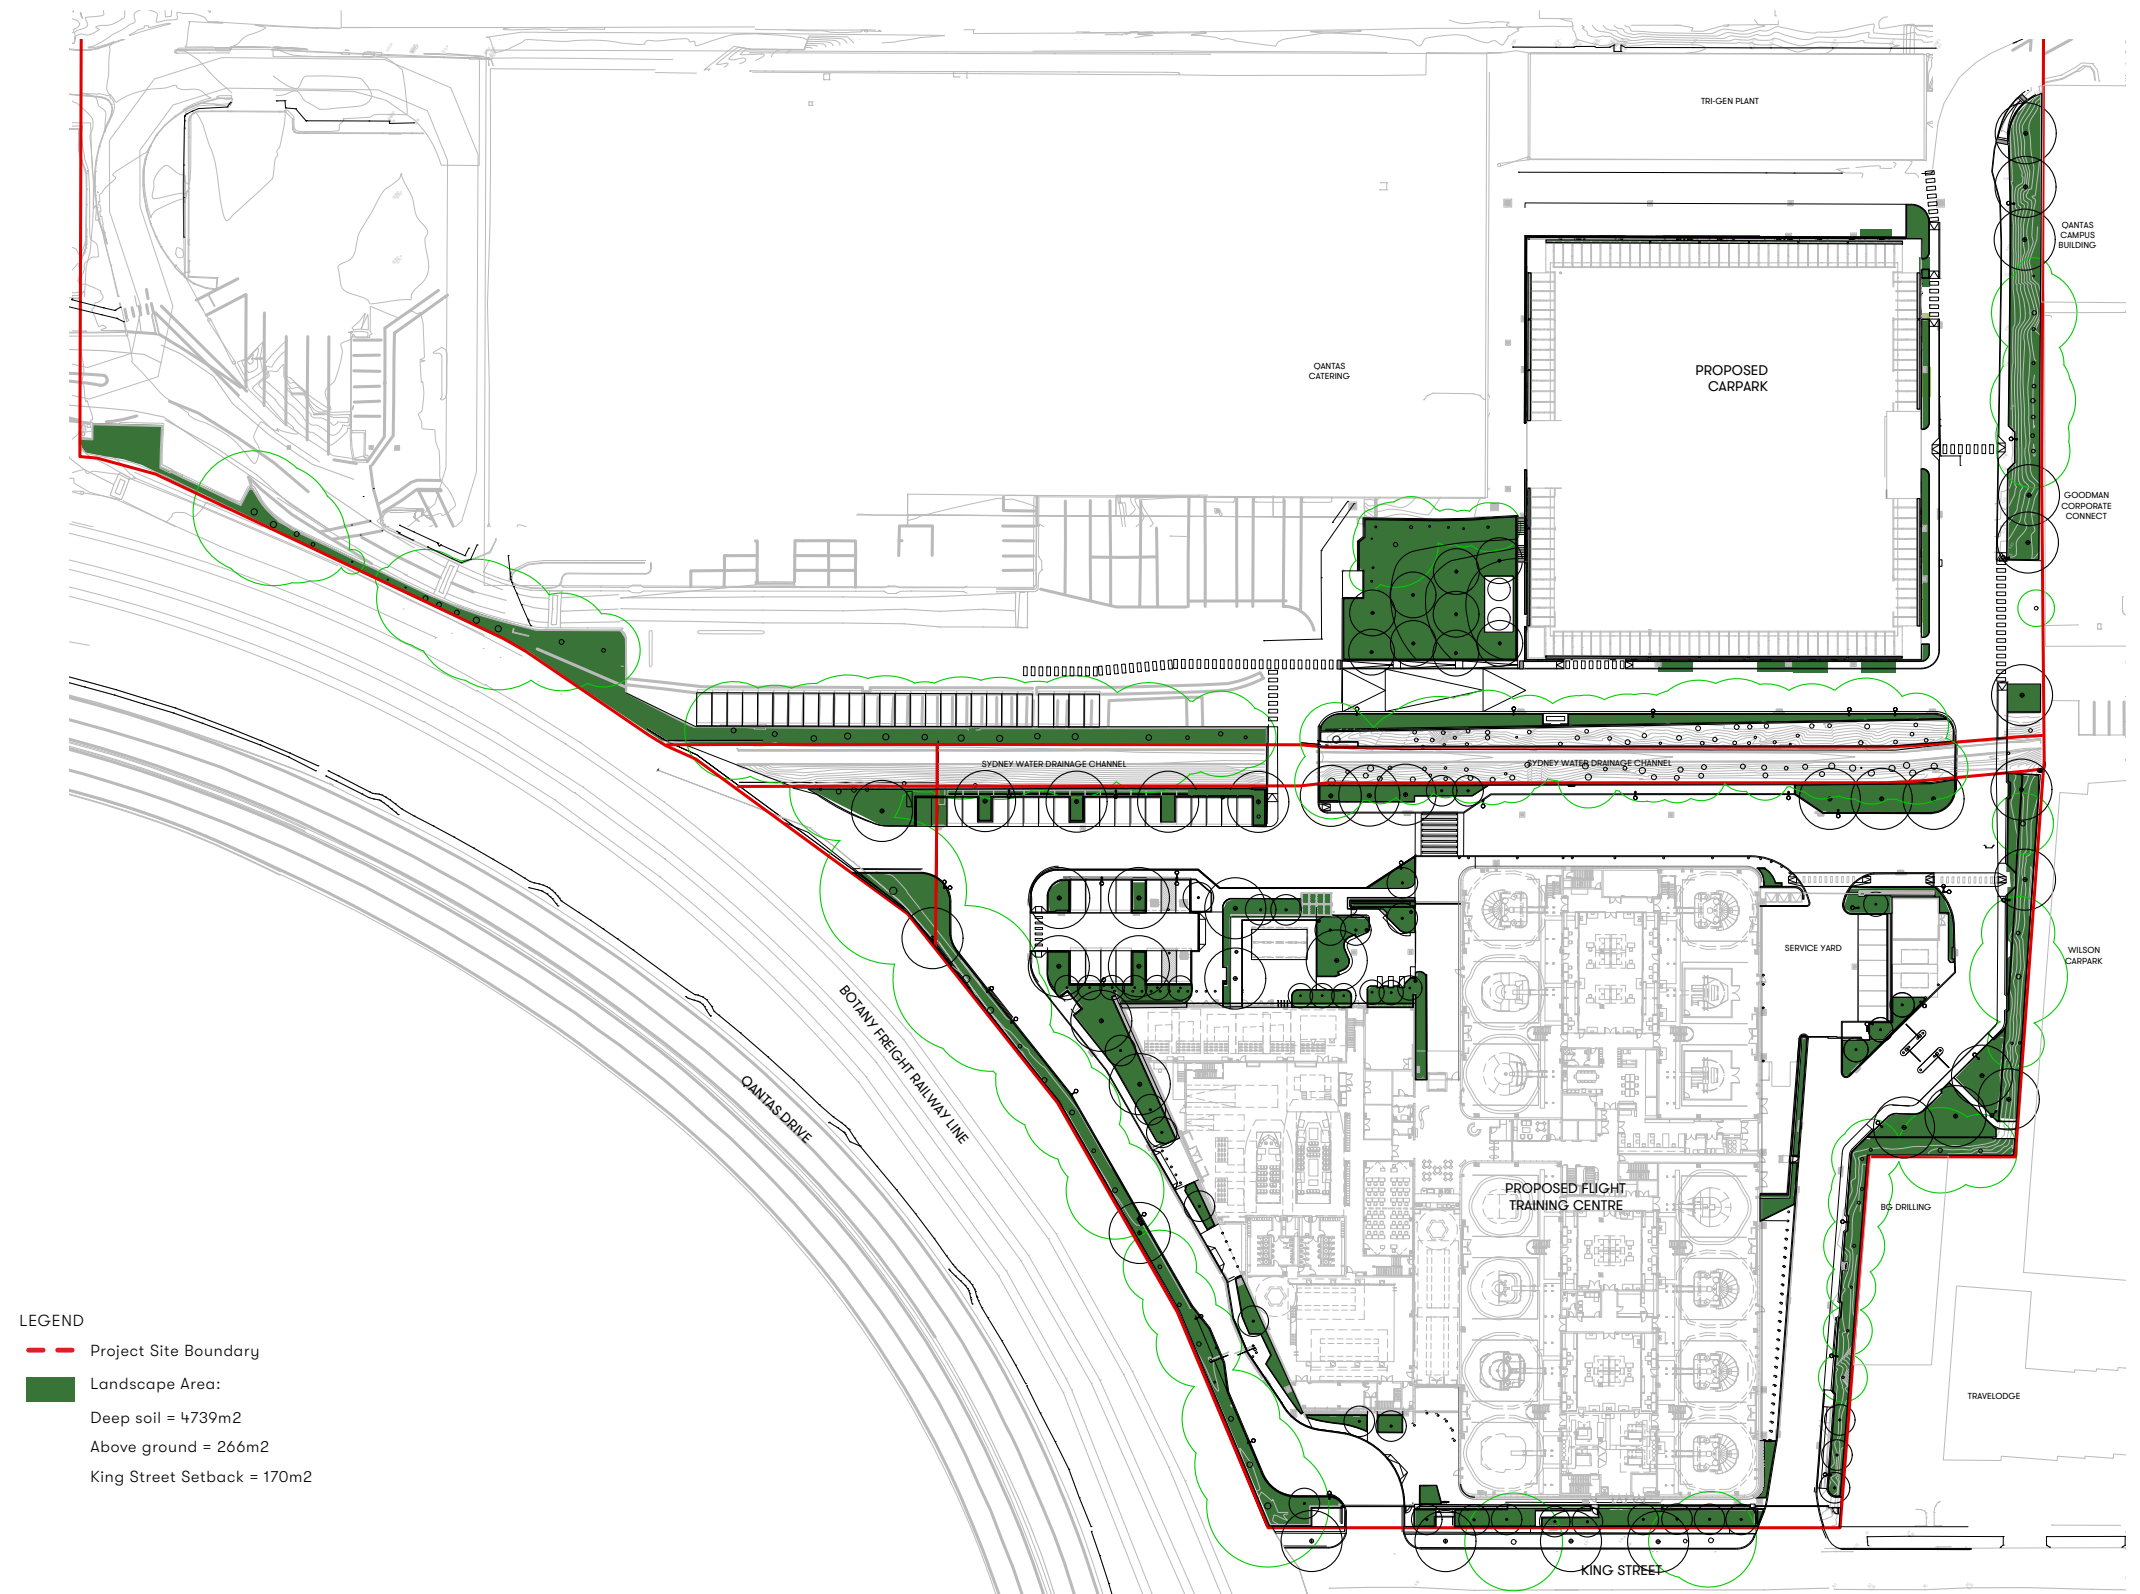 TRI-GEN PLANT
QANTAS
CAMPUS
BUILDING
QANTAS
CATERING
PROPOSED
CARPARK
GOODMAN
CORPORATE
CONNECT
SYDNEY WATER DRAINAGE CHANNEL
SYDNEY WATER DRAINAGE CHANNEL
SERVICE YARD
WILSON
CARPARK
BOTANY FREIGHT RAILWAY LINE
QANTAS DRIVE
PROPOSED FLIGHT
TRAINING CENTRE
BG DRILLING
TRAVELODGE
KING STREET
LEGEND
Project Site Boundary
Landscape Area:
Deep soil = 4739m2
Above ground = 266m2
King Street Setback = 170m2